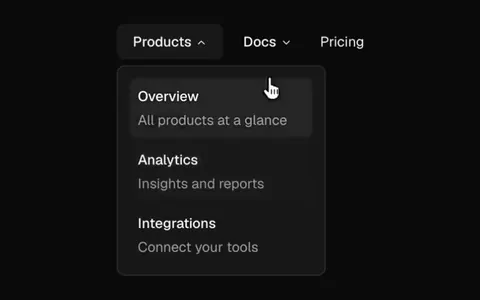 Products Docs Pricing
Overview
All products at a glance
Analytics
Insights and reports
Integrations
Connect your tools